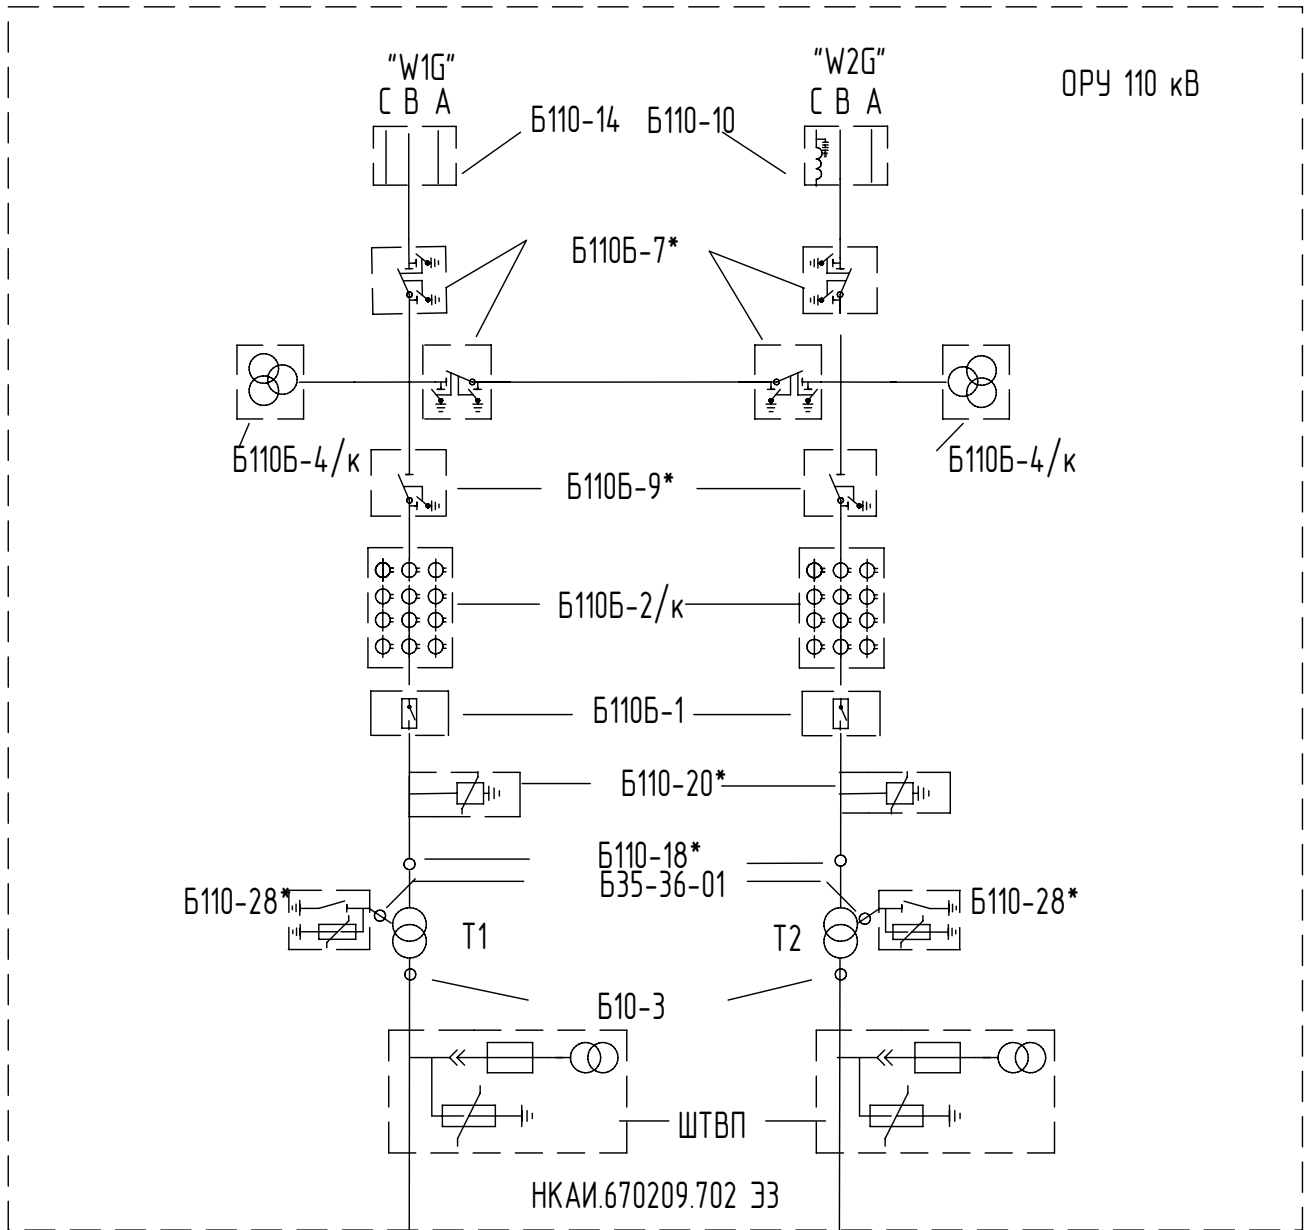 "W1G"
"W2G"
ОРУ 110 кВ
С В А
С В А
Б110-14
Б110-10
Б110Б-7*
Б110Б-4/к
Б110Б-4/к
Б110Б-9*
Б110Б-2/к
Б110Б-1
Б110-20*
Б110-18*
Б35-36-01
Б110-28*
Б110-28*
Т1
Т2
Б10-3
ШТВП
НКАИ.670209.702 ЭЗ